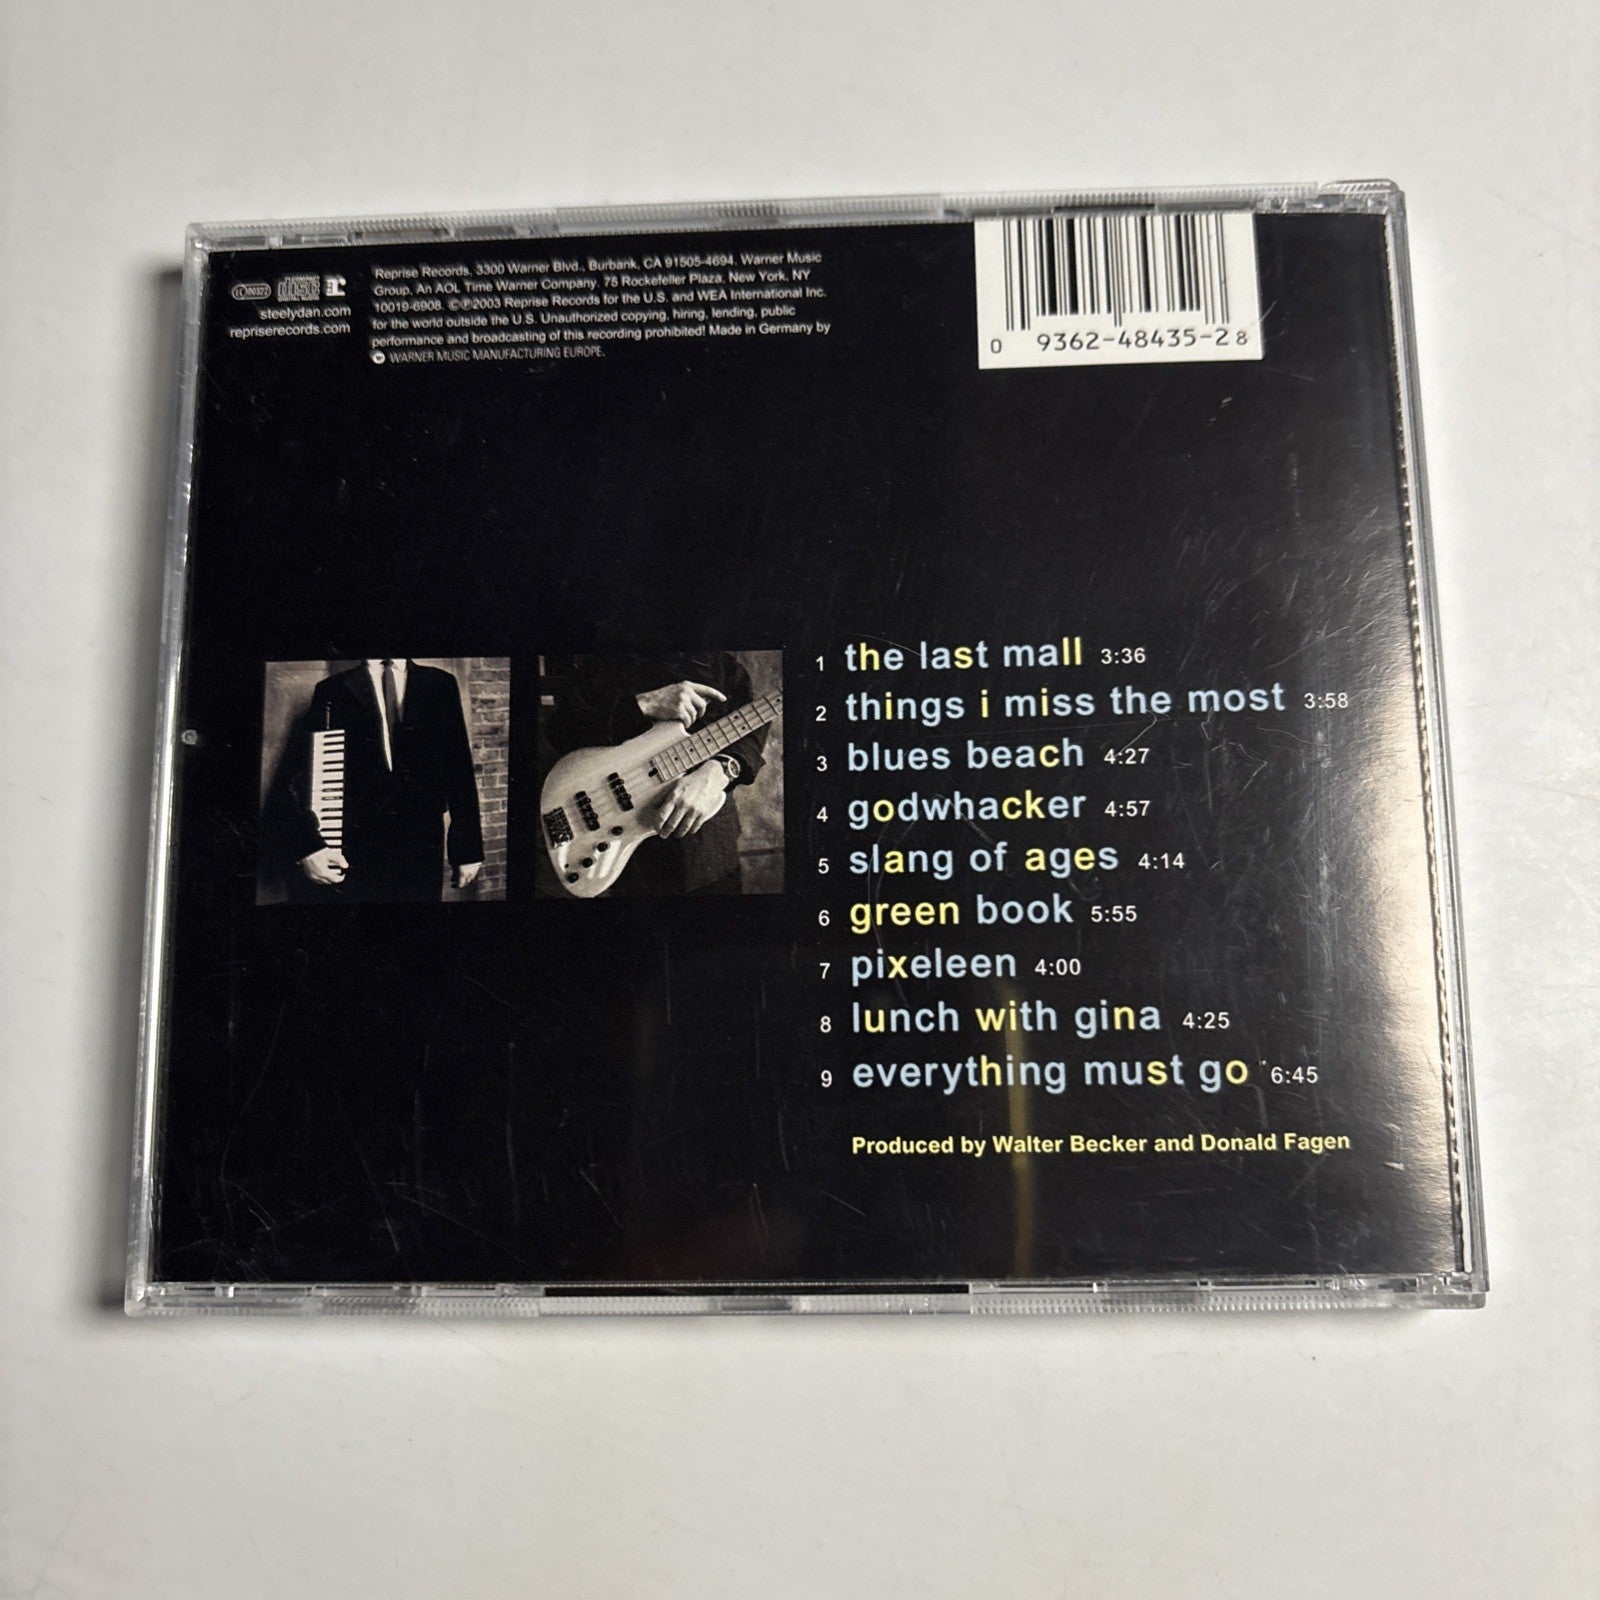 steelydan.com
repriserecords.com
Reprise Records, 3300 Warner Blvd., Burbank, CA 91505-4694. Warner Music
Group, An AOL Time Warner Company. 75 Rockefeller Plaza, New York, NY
10019-6908. ©℗2003 Reprise Records for the U.S. and WEA International Inc.
for the world outside the U.S. Unauthorized copying, hiring, lending, public
performance and broadcasting of this recording prohibited! Made in Germany by
WARNER MUSIC MANUFACTURING EUROPE.
0 9362-48435-2 8
1 the last mall 3:36
2 things i miss the most 3:58
3 blues beach 4:27
4 godwhacker 4:57
5 slang of ages 4:14
6 green book 5:55
7 pixeleen 4:00
8 lunch with gina 4:25
9 everything must go 6:45
Produced by Walter Becker and Donald Fagen